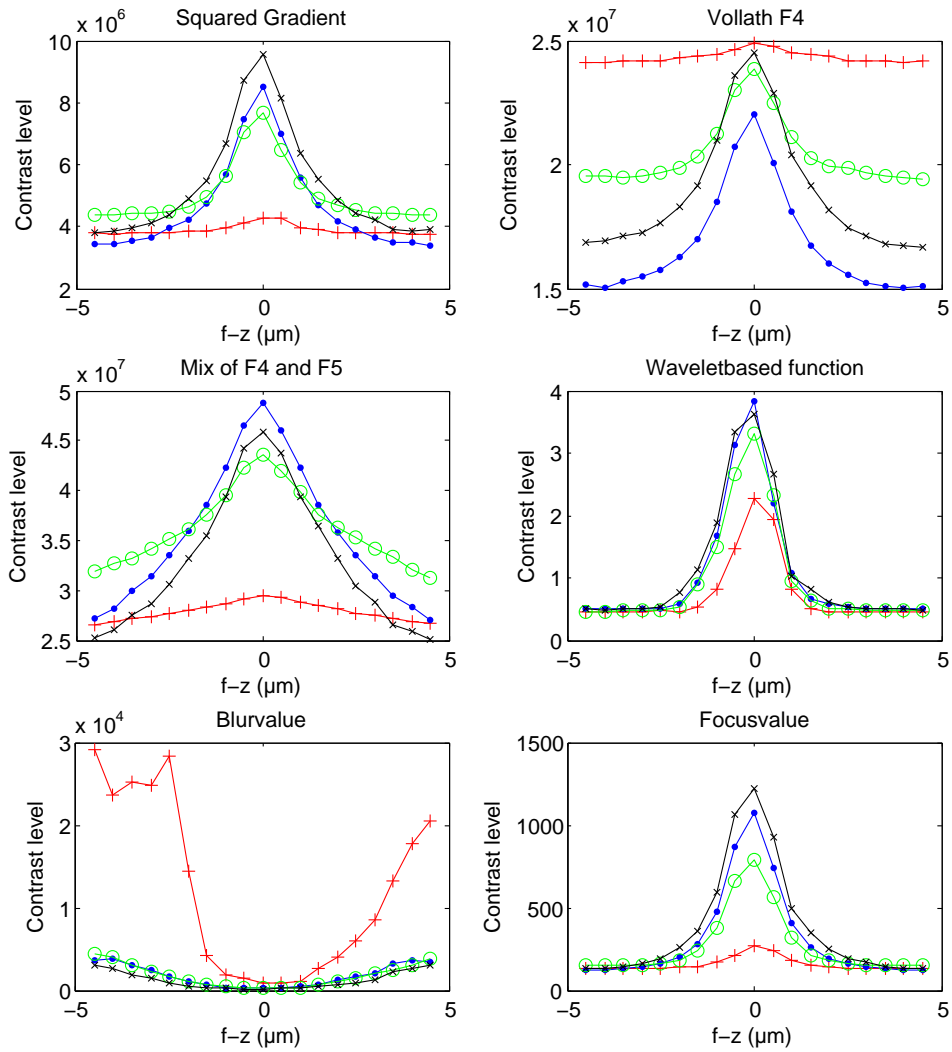 Squared Gradient
x 10^6
10
8
6
4
2
Contrast level
−5
0
5
f−z (µm)
Vollath F4
x 10^7
2.5
2
1.5
Contrast level
−5
0
5
f−z (µm)
Mix of F4 and F5
x 10^7
5
4.5
4
3.5
3
2.5
Contrast level
−5
0
5
f−z (µm)
Waveletbased function
4
3
2
1
0
Contrast level
−5
0
5
f−z (µm)
Blurvalue
x 10^4
3
2
1
0
Contrast level
−5
0
5
f−z (µm)
Focusvalue
1500
1000
500
0
Contrast level
−5
0
5
f−z (µm)